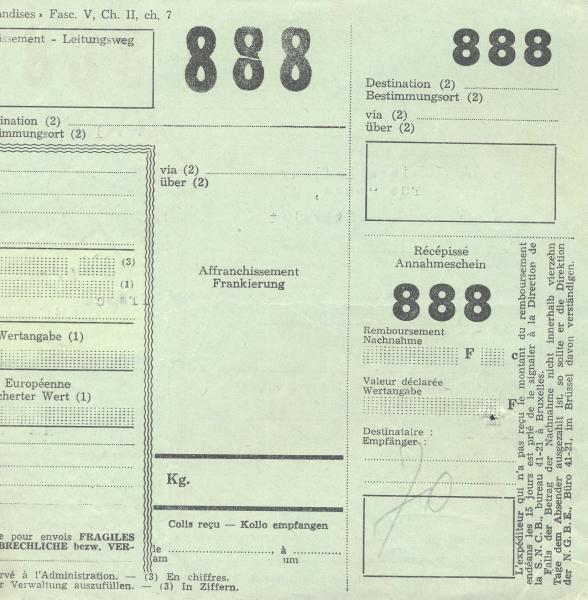 andises • Fasc. V, Ch. II, ch. 7
issement - Leitungsweg
888
ination (2)
immungsort (2)
via (2)
über (2)
(3)
(1)
Affranchissement
Frankierung
Wertangabe (1)
Européenne
cherter Wert (1)
Kg.
Colis reçu — Kollo empfangen
le
am
à
um
e pour envois FRAGILES
BRECHLICHE bezw. VER-
rvé à l'Administration. — (3) En chiffres.
r Verwaltung auszufüllen. — (3) In Ziffern.
888
Destination (2)
Bestimmungsort (2)
via (2)
über (2)
Récépissé
Annahmeschein
888
Remboursement
Nachnahme
F c
Valeur déclarée
Wertangabe
F
Destinataire :
Empfänger :
70
L'expéditeur qui n'a pas reçu le montant du remboursement
endéans les 15 jours est prié de le signaler à la Direction de
la S. N. C. B., bureau 41-21 à Bruxelles.
Falls der Betrag der Nachnahme nicht innerhalb vierzehn
Tage dem Absender ausgezahlt ist, so sollte er die Direktion
der N. G. B. E., Büro 41-21, im Brüssel davon verständigen.